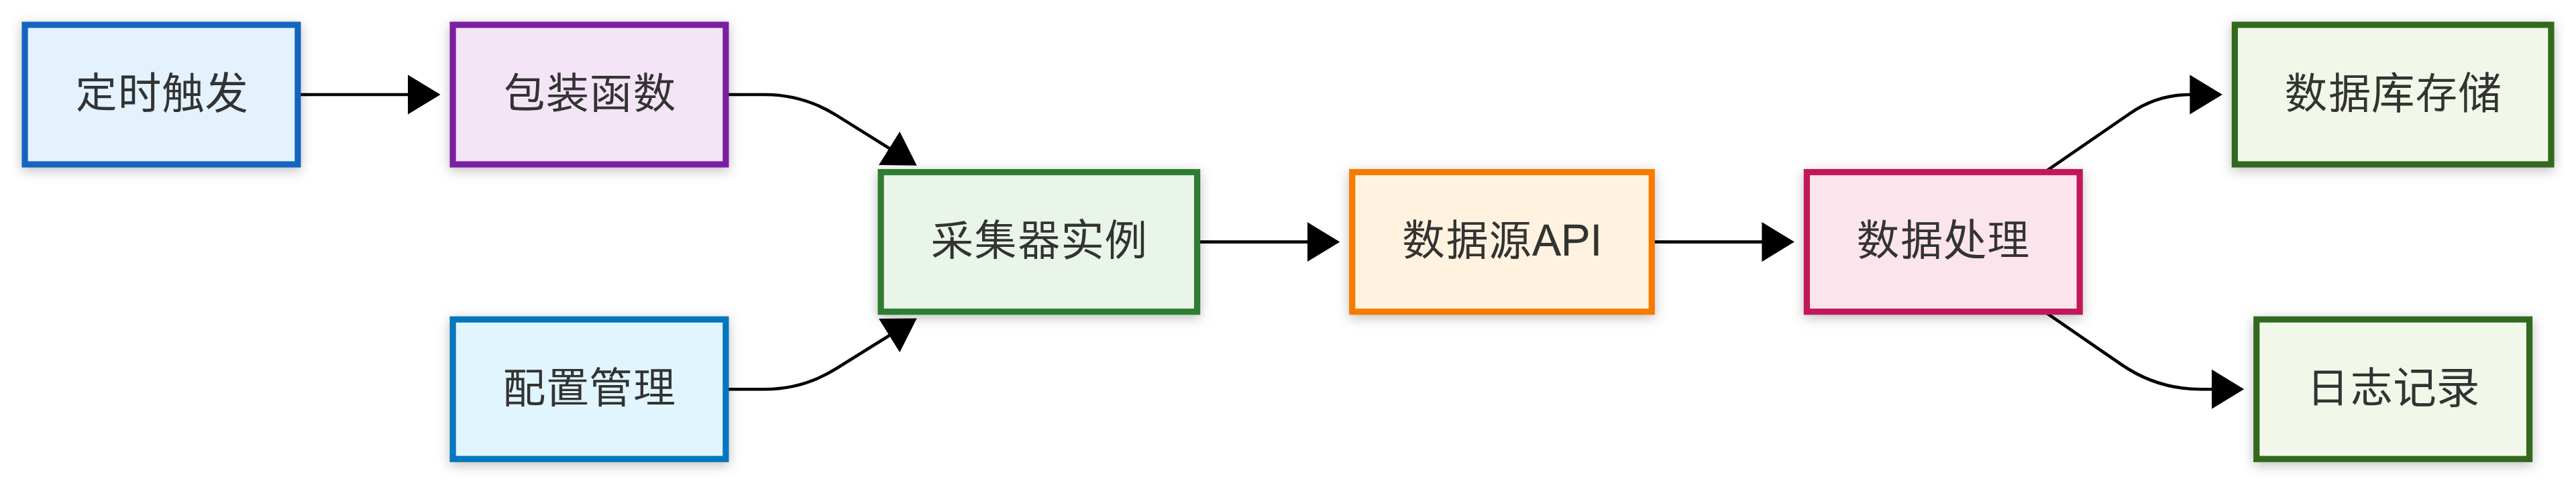 定时触发
包装函数
数据库存储
采集器实例
数据源API
数据处理
配置管理
日志记录